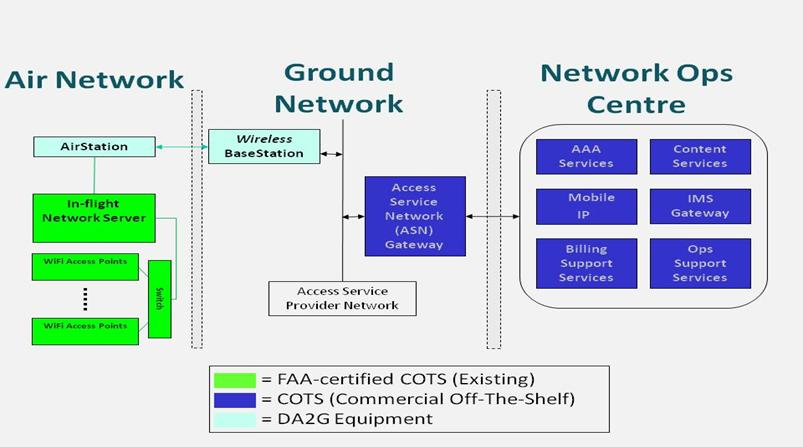 Air Network
Ground
Network
Network Ops
Centre
AirStation
Wireless
BaseStation
In-flight
Network Server
WiFi Access Points
WiFi Access Points
Switch
Access
Service
Network
(ASN)
Gateway
Access Service
Provider Network
AAA
Services
Content
Services
Mobile
IP
IMS
Gateway
Billing
Support
Services
Ops
Support
Services
= FAA-certified COTS (Existing)
= COTS (Commercial Off-The-Shelf)
= DA2G Equipment